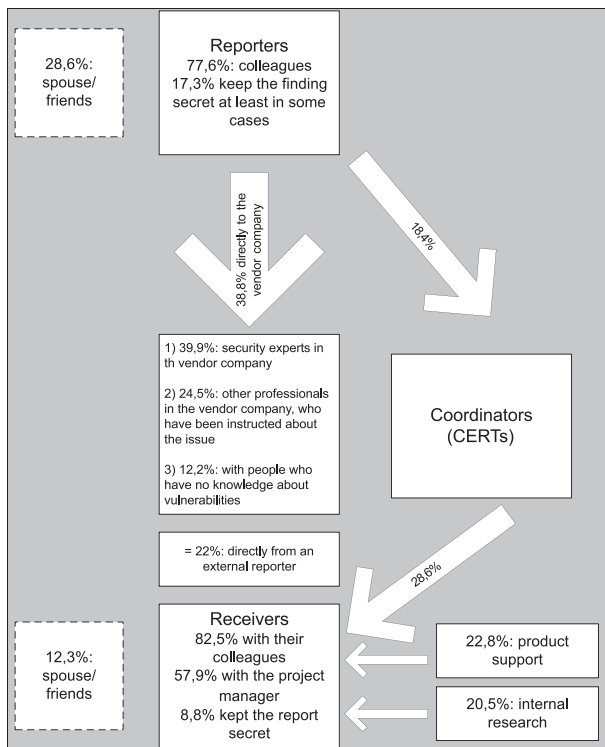 28,6%:
spouse/
friends
Reporters
77,6%: colleagues
17,3% keep the finding
secret at least in some
cases
38,8% directly to the
vendor company
18,4%
1) 39,9%: security experts in
th vendor company
2) 24,5%: other professionals
in the vendor company, who
have been instructed about
the issue
3) 12,2%: with people who
have no knowledge about
vulnerabilities
Coordinators
(CERTs)
= 22%: directly from an
external reporter
28,6%
12,3%:
spouse/
friends
Receivers
82,5% with their
colleagues
57,9% with the project
manager
8,8% kept the report
secret
22,8%: product
support
20,5%: internal
research